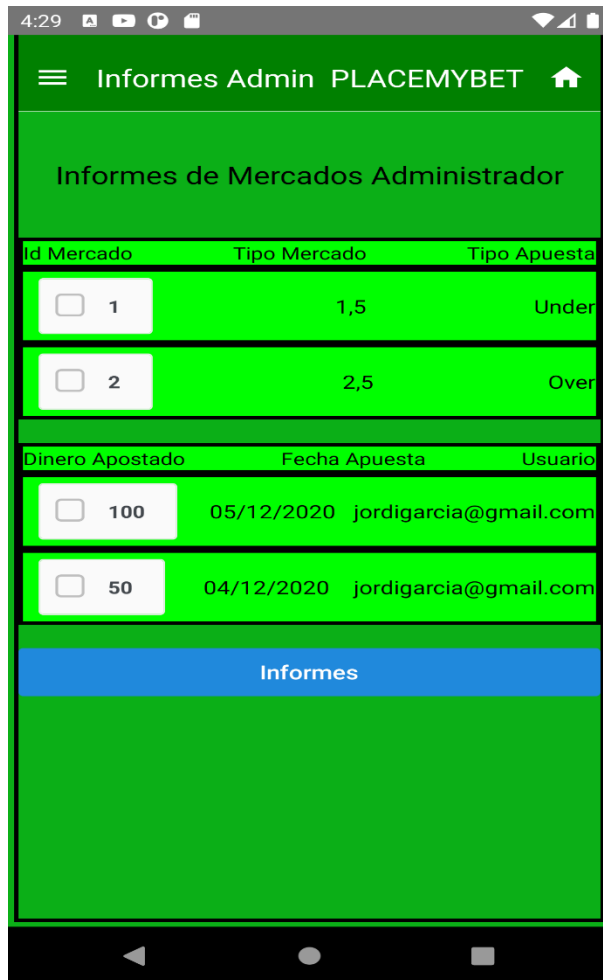 4:29
Informes Admin PLACEMYBET
Informes de Mercados Administrador
Id Mercado Tipo Mercado Tipo Apuesta
1 1,5 Under
2 2,5 Over
Dinero Apostado Fecha Apuesta Usuario
100 05/12/2020 jordigarcia@gmail.com
50 04/12/2020 jordigarcia@gmail.com
Informes